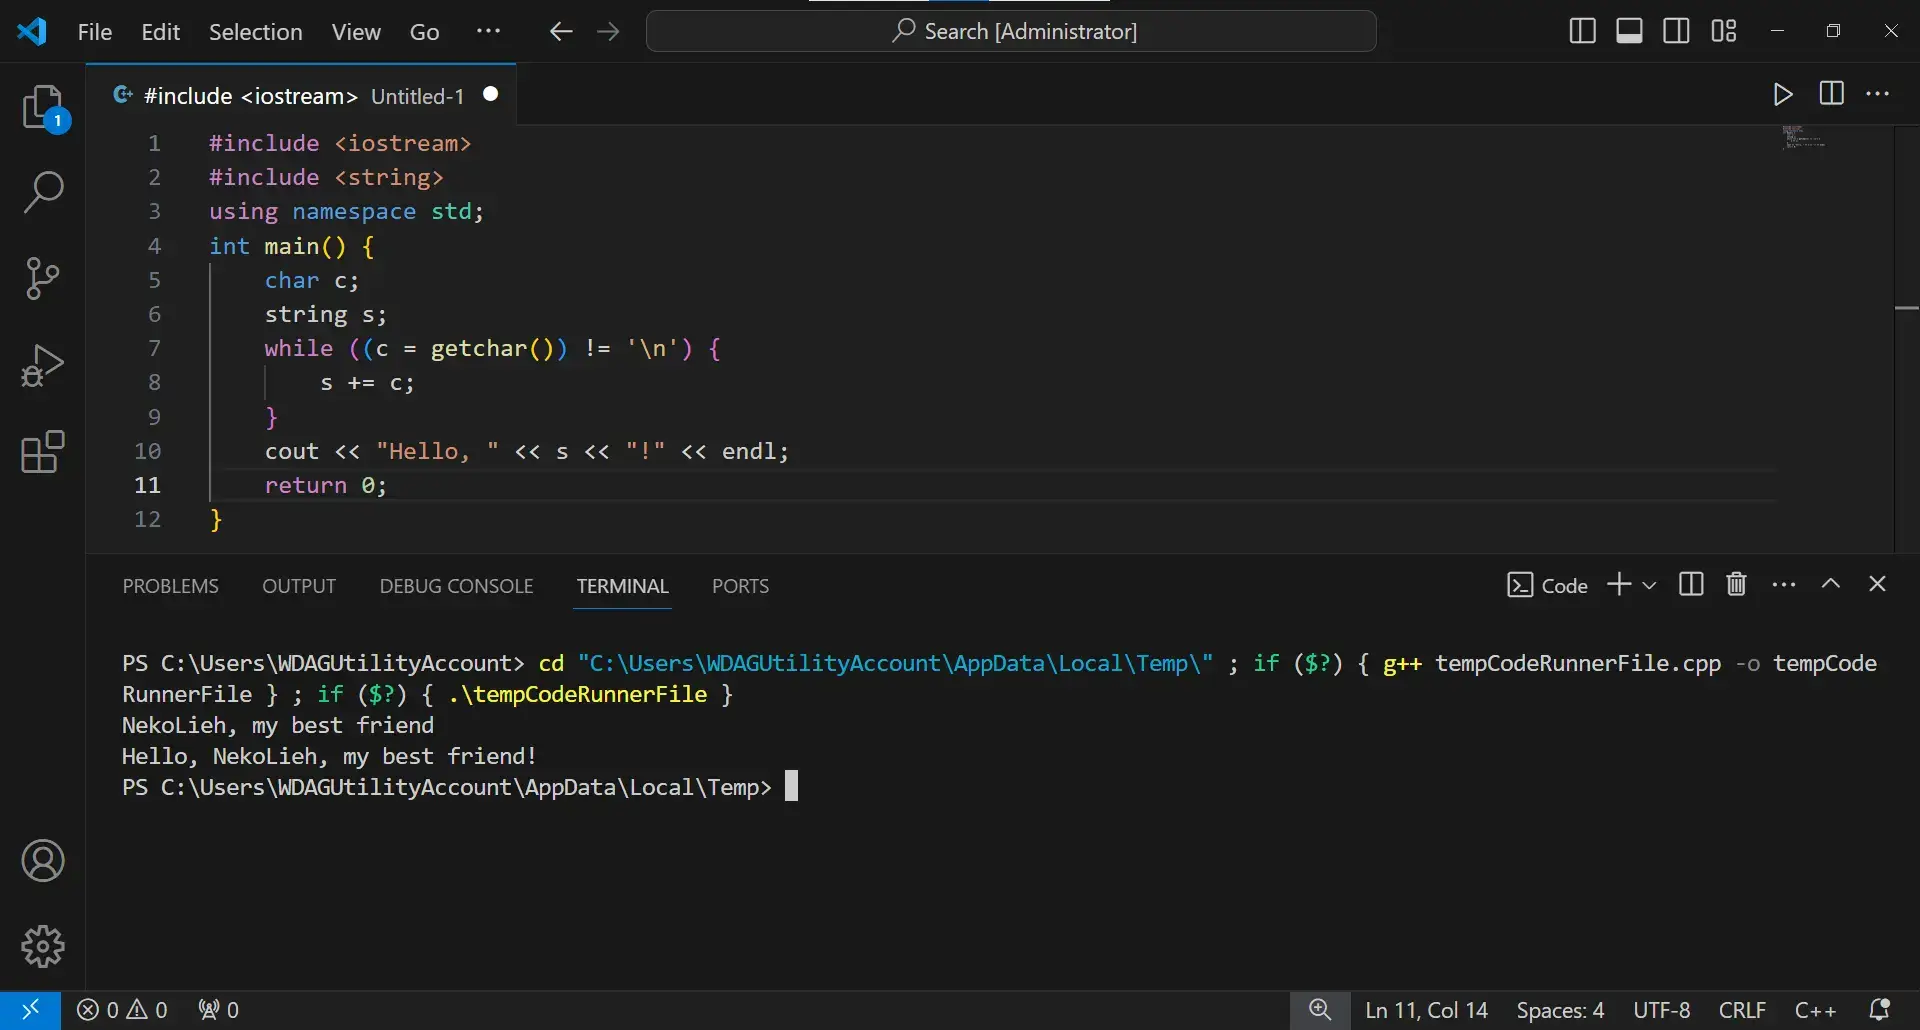 File Edit Selection View Go ··· Search [Administrator]
1
#include <iostream> Untitled-1
1 #include <iostream>
2 #include <string>
3 using namespace std;
4 int main() {
5 char c;
6 string s;
7 while ((c = getchar()) != '\n') {
8 s += c;
9 }
10 cout << "Hello, " << s << "!" << endl;
11 return 0;
12 }
PROBLEMS OUTPUT DEBUG CONSOLE TERMINAL PORTS Code
PS C:\Users\WDAGUtilityAccount> cd "C:\Users\WDAGUtilityAccount\AppData\Local\Temp\" ; if ($?) { g++ tempCodeRunnerFile.cpp -o tempCode
RunnerFile } ; if ($?) { .\tempCodeRunnerFile }
NekoLieh, my best friend
Hello, NekoLieh, my best friend!
PS C:\Users\WDAGUtilityAccount\AppData\Local\Temp>
0 0 0 Ln 11, Col 14 Spaces: 4 UTF-8 CRLF C++